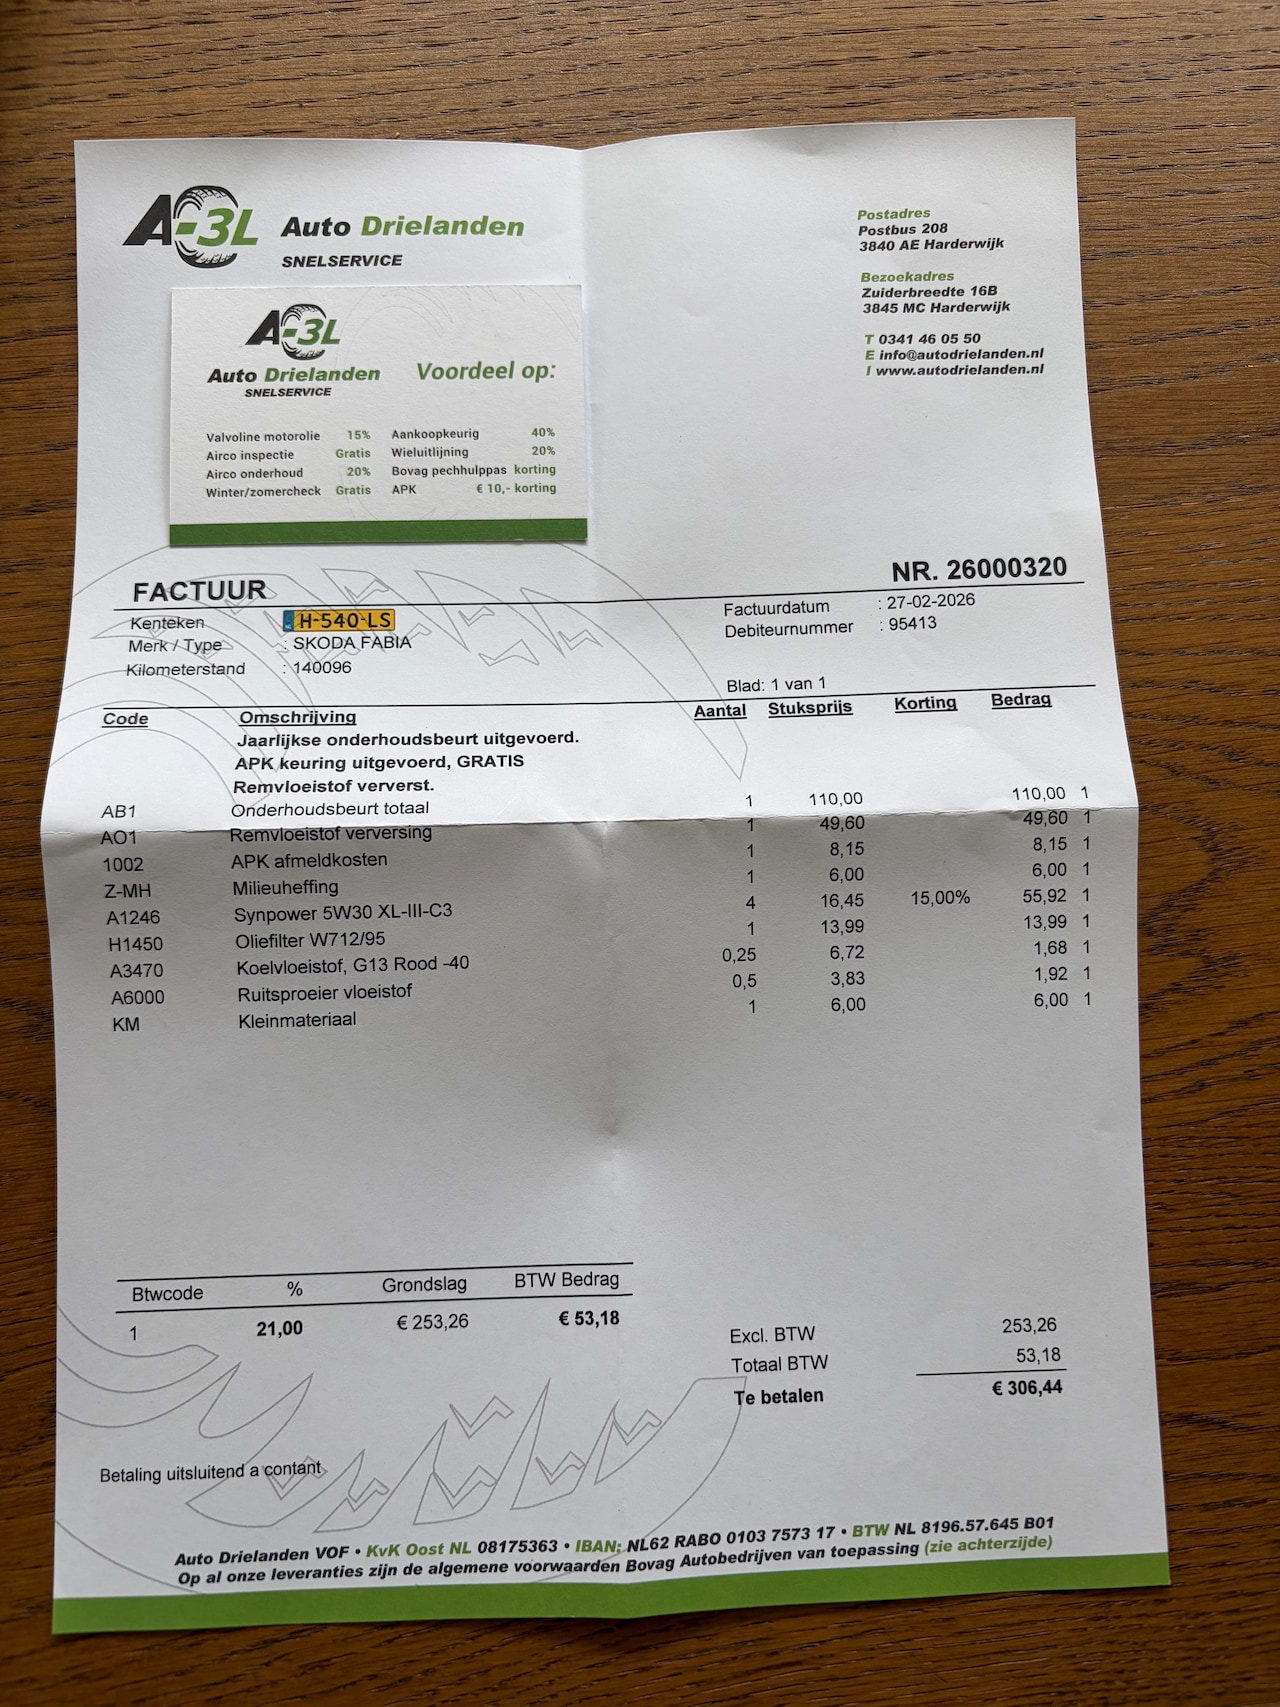 A-3L Auto Drielanden
SNELSERVICE
Postadres
Postbus 208
3840 AE Harderwijk
Bezoekadres
Zuiderbreedte 16B
3845 MC Harderwijk
T 0341 46 05 50
E info@autodrielanden.nl
I www.autodrielanden.nl
A-3L
Auto Drielanden
SNELSERVICE
Voordeel op:
Valvoline motorolie 15% Aankoopkeurig 40%
Airco inspectie Gratis Wieluitlijning 20%
Airco onderhoud 20% Bovag pechhulppas korting
Winter/zomercheck Gratis APK € 10,- korting
FACTUUR NR. 26000320
Kenteken NL H-540-LS Factuurdatum : 27-02-2026
Merk / Type : SKODA FABIA Debiteurnummer : 95413
Kilometerstand : 140096
Blad: 1 van 1
Code Omschrijving Aantal Stuksprijs Korting Bedrag
Jaarlijkse onderhoudsbeurt uitgevoerd.
APK keuring uitgevoerd, GRATIS
Remvloeistof ververst.
AB1 Onderhoudsbeurt totaal 1 110,00 110,00 1
AO1 Remvloeistof verversing 1 49,60 49,60 1
1002 APK afmeldkosten 1 8,15 8,15 1
Z-MH Milieuheffing 1 6,00 6,00 1
A1246 Synpower 5W30 XL-III-C3 4 16,45 15,00% 55,92 1
H1450 Oliefilter W712/95 1 13,99 13,99 1
A3470 Koelvloeistof, G13 Rood -40 0,25 6,72 1,68 1
A6000 Ruitsproeier vloeistof 0,5 3,83 1,92 1
KM Kleinmateriaal 1 6,00 6,00 1
Btwcode % Grondslag BTW Bedrag
1 21,00 € 253,26 € 53,18
Excl. BTW 253,26
Totaal BTW 53,18
Te betalen € 306,44
Betaling uitsluitend a contant
Auto Drielanden VOF • KvK Oost NL 08175363 • IBAN: NL62 RABO 0103 7573 17 • BTW NL 8196.57.645 B01
Op al onze leveranties zijn de algemene voorwaarden Bovag Autobedrijven van toepassing (zie achterzijde)